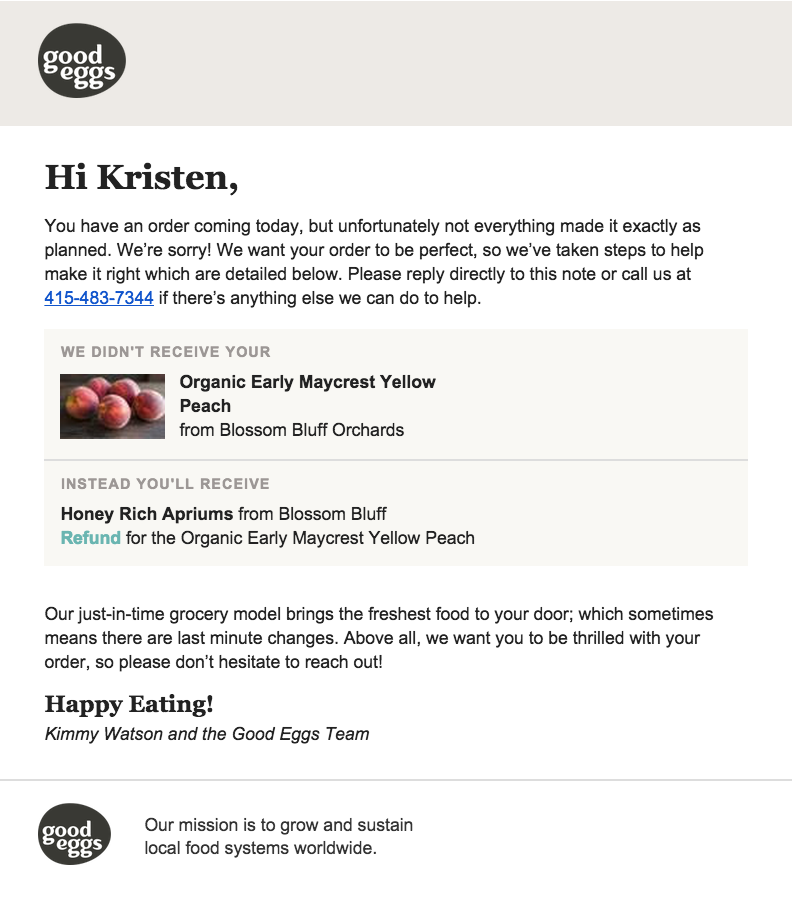 good
eggs
Hi Kristen,
You have an order coming today, but unfortunately not everything made it exactly as
planned. We’re sorry! We want your order to be perfect, so we’ve taken steps to help
make it right which are detailed below. Please reply directly to this note or call us at
415-483-7344 if there’s anything else we can do to help.
WE DIDN'T RECEIVE YOUR
Organic Early Maycrest Yellow
Peach
from Blossom Bluff Orchards
INSTEAD YOU'LL RECEIVE
Honey Rich Apriums from Blossom Bluff
Refund for the Organic Early Maycrest Yellow Peach
Our just-in-time grocery model brings the freshest food to your door; which sometimes
means there are last minute changes. Above all, we want you to be thrilled with your
order, so please don’t hesitate to reach out!
Happy Eating!
Kimmy Watson and the Good Eggs Team
good
eggs
Our mission is to grow and sustain
local food systems worldwide.